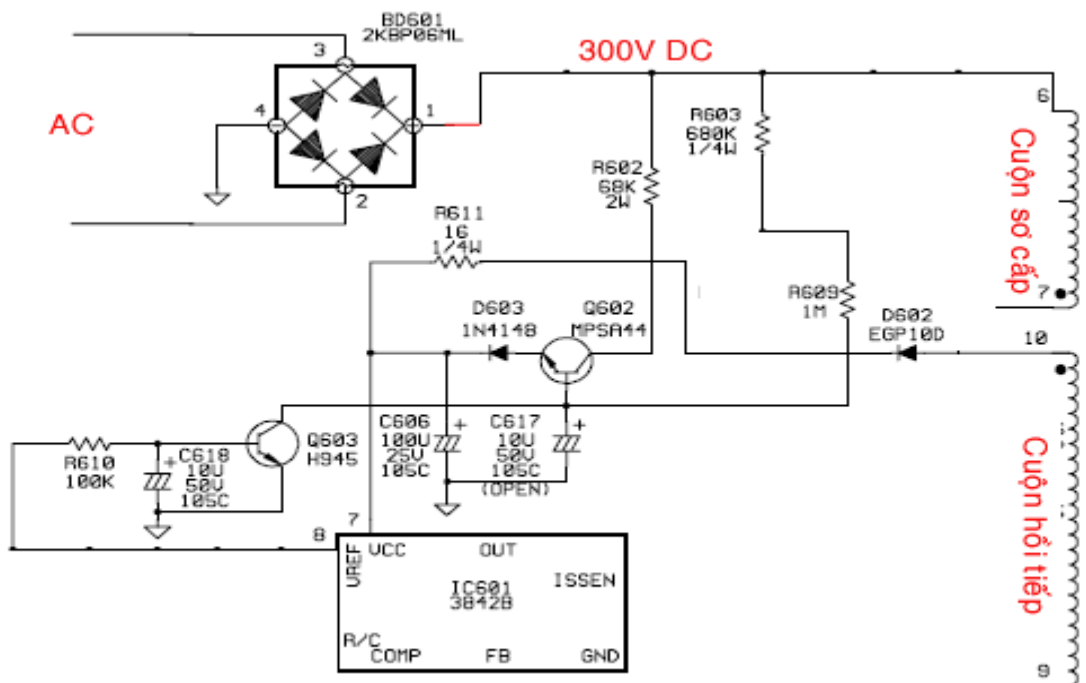 BD601
2KBP06ML
3
4
1
2
AC
300V DC
R603
680K
1/4W
6
R602
68K
2W
R611
16
1/4W
Cuộn sơ cấp
7
R609
1M
D603
1N4148
Q602
MPSA44
D602
EGP10D
10
C606
100U
25V
105C
+
C617
10U
50V
105C
(OPEN)
+
Q603
H945
R610
100K
+
C618
10U
50V
105C
Cuộn hồi tiếp
8
7
VREF
VCC
OUT
ISSEN
IC601
3842B
R/C
COMP
FB
GND
9